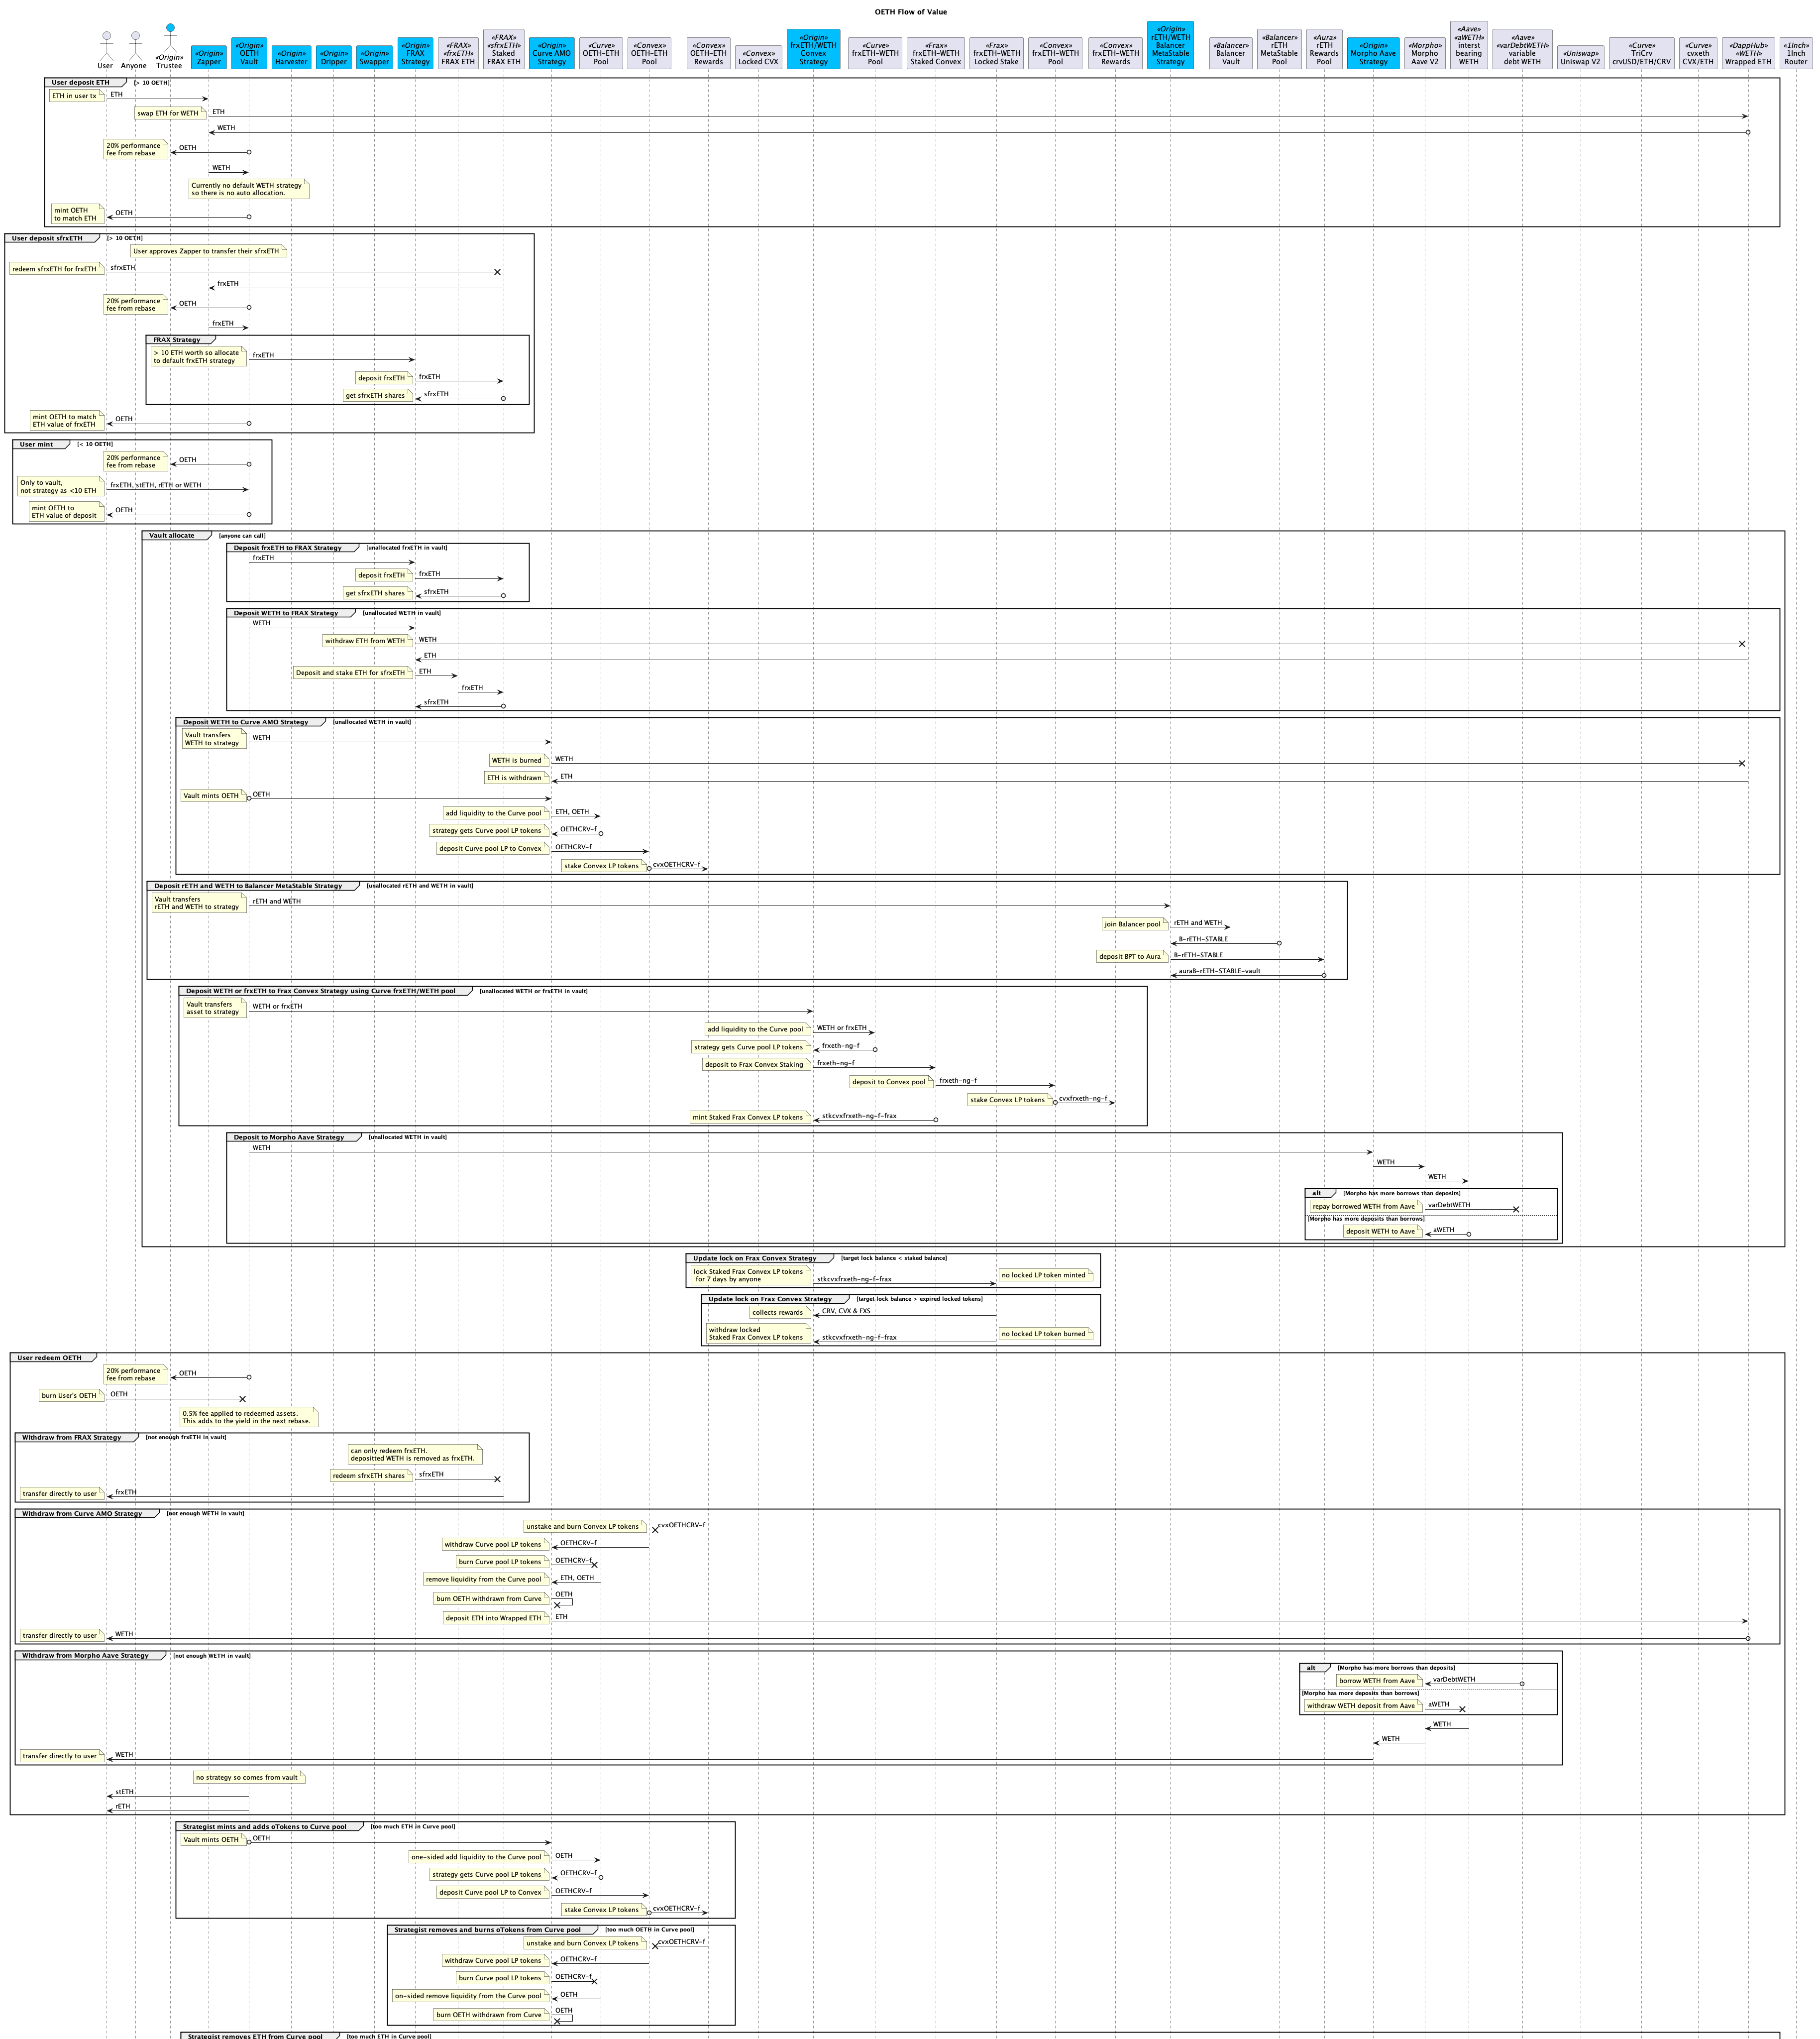 OETH Flow of Value
User
Anyone
«Origin»
Trustee
«Origin»
Zapper
«Origin»
OETH
Vault
«Origin»
Harvester
«Origin»
Dripper
«Origin»
Swapper
«Origin»
FRAX
Strategy
«FRAX»
«frxETH»
FRAX ETH
«FRAX»
«sfrxETH»
Staked
FRAX ETH
«Origin»
Curve AMO
Strategy
«Curve»
OETH-ETH
Pool
«Convex»
OETH-ETH
Pool
«Convex»
OETH-ETH
Rewards
«Convex»
Locked CVX
«Origin»
frxETH/WETH
Convex
Strategy
«Curve»
frxETH-WETH
Pool
«Frax»
frxETH-WETH
Staked Convex
«Frax»
frxETH-WETH
Locked Stake
«Convex»
frxETH-WETH
Pool
«Convex»
frxETH-WETH
Rewards
«Origin»
rETH/WETH
Balancer
MetaStable
Strategy
«Balancer»
Balancer
Vault
«Balancer»
rETH
MetaStable
Pool
«Aura»
rETH
Rewards
Pool
«Origin»
Morpho Aave
Strategy
«Morpho»
Morpho
Aave V2
«Aave»
«aWETH»
interst
bearing
WETH
«Aave»
«varDebtWETH»
variable
debt WETH
«Uniswap»
Uniswap V2
«Curve»
TriCrv
crvUSD/ETH/CRV
«Curve»
cvxeth
CVX/ETH
«DappHub»
«WETH»
Wrapped ETH
«1Inch»
1Inch
Router
User deposit ETH [> 10 OETH]
ETH in user tx
ETH
swap ETH for WETH
ETH
WETH
20% performance
fee from rebase
OETH
WETH
Currently no default WETH strategy
so there is no auto allocation.
mint OETH
to match ETH
OETH
User deposit sfrxETH [> 10 OETH]
User approves Zapper to transfer their sfrxETH
redeem sfrxETH for frxETH
sfrxETH
frxETH
20% performance
fee from rebase
OETH
frxETH
FRAX Strategy
> 10 ETH worth so allocate
to default frxETH strategy
frxETH
deposit frxETH
frxETH
get sfrxETH shares
sfrxETH
mint OETH to match
ETH value of frxETH
OETH
User mint [< 10 OETH]
20% performance
fee from rebase
OETH
Only to vault,
not strategy as <10 ETH
frxETH, stETH, rETH or WETH
mint OETH to
ETH value of deposit
OETH
Vault allocate [anyone can call]
Deposit frxETH to FRAX Strategy [unallocated frxETH in vault]
frxETH
deposit frxETH
frxETH
get sfrxETH shares
sfrxETH
Deposit WETH to FRAX Strategy [unallocated WETH in vault]
WETH
withdraw ETH from WETH
WETH
ETH
Deposit and stake ETH for sfrxETH
ETH
frxETH
sfrxETH
Deposit WETH to Curve AMO Strategy [unallocated WETH in vault]
Vault transfers
WETH to strategy
WETH
WETH is burned
WETH
ETH is withdrawn
ETH
Vault mints OETH
OETH
add liquidity to the Curve pool
ETH, OETH
strategy gets Curve pool LP tokens
OETHCRV-f
deposit Curve pool LP to Convex
OETHCRV-f
stake Convex LP tokens
cvxOETHCRV-f
Deposit rETH and WETH to Balancer MetaStable Strategy [unallocated rETH and WETH in vault]
Vault transfers
rETH and WETH to strategy
rETH and WETH
join Balancer pool
rETH and WETH
B-rETH-STABLE
deposit BPT to Aura
B-rETH-STABLE
auraB-rETH-STABLE-vault
Deposit WETH or frxETH to Frax Convex Strategy using Curve frxETH/WETH pool [unallocated WETH or frxETH in vault]
Vault transfers
asset to strategy
WETH or frxETH
add liquidity to the Curve pool
WETH or frxETH
strategy gets Curve pool LP tokens
frxeth-ng-f
deposit to Frax Convex Staking
frxeth-ng-f
deposit to Convex pool
frxeth-ng-f
stake Convex LP tokens
cvxfrxeth-ng-f
mint Staked Frax Convex LP tokens
stkcvxfrxeth-ng-f-frax
Deposit to Morpho Aave Strategy [unallocated WETH in vault]
WETH
WETH
WETH
alt [Morpho has more borrows than deposits]
repay borrowed WETH from Aave
varDebtWETH
[Morpho has more deposits than borrows]
deposit WETH to Aave
aWETH
Update lock on Frax Convex Strategy [target lock balance < staked balance]
lock Staked Frax Convex LP tokens
for 7 days by anyone
stkcvxfrxeth-ng-f-frax
no locked LP token minted
Update lock on Frax Convex Strategy [target lock balance > expired locked tokens]
collects rewards
CRV, CVX & FXS
withdraw locked
Staked Frax Convex LP tokens
stkcvxfrxeth-ng-f-frax
no locked LP token burned
User redeem OETH
20% performance
fee from rebase
OETH
burn User's OETH
OETH
0.5% fee applied to redeemed assets.
This adds to the yield in the next rebase.
Withdraw from FRAX Strategy [not enough frxETH in vault]
can only redeem frxETH.
depositted WETH is removed as frxETH.
redeem sfrxETH shares
sfrxETH
transfer directly to user
frxETH
Withdraw from Curve AMO Strategy [not enough WETH in vault]
unstake and burn Convex LP tokens
cvxOETHCRV-f
withdraw Curve pool LP tokens
OETHCRV-f
burn Curve pool LP tokens
OETHCRV-f
remove liquidity from the Curve pool
ETH, OETH
burn OETH withdrawn from Curve
OETH
deposit ETH into Wrapped ETH
ETH
transfer directly to user
WETH
Withdraw from Morpho Aave Strategy [not enough WETH in vault]
alt [Morpho has more borrows than deposits]
borrow WETH from Aave
varDebtWETH
[Morpho has more deposits than borrows]
withdraw WETH deposit from Aave
aWETH
WETH
WETH
transfer directly to user
WETH
no strategy so comes from vault
stETH
rETH
Strategist mints and adds oTokens to Curve pool [too much ETH in Curve pool]
Vault mints OETH
OETH
one-sided add liquidity to the Curve pool
OETH
strategy gets Curve pool LP tokens
OETHCRV-f
deposit Curve pool LP to Convex
OETHCRV-f
stake Convex LP tokens
cvxOETHCRV-f
Strategist removes and burns oTokens from Curve pool [too much OETH in Curve pool]
unstake and burn Convex LP tokens
cvxOETHCRV-f
withdraw Curve pool LP tokens
OETHCRV-f
burn Curve pool LP tokens
OETHCRV-f
on-sided remove liquidity from the Curve pool
OETH
burn OETH withdrawn from Curve
OETH
Strategist removes ETH from Curve pool [too much ETH in Curve pool]